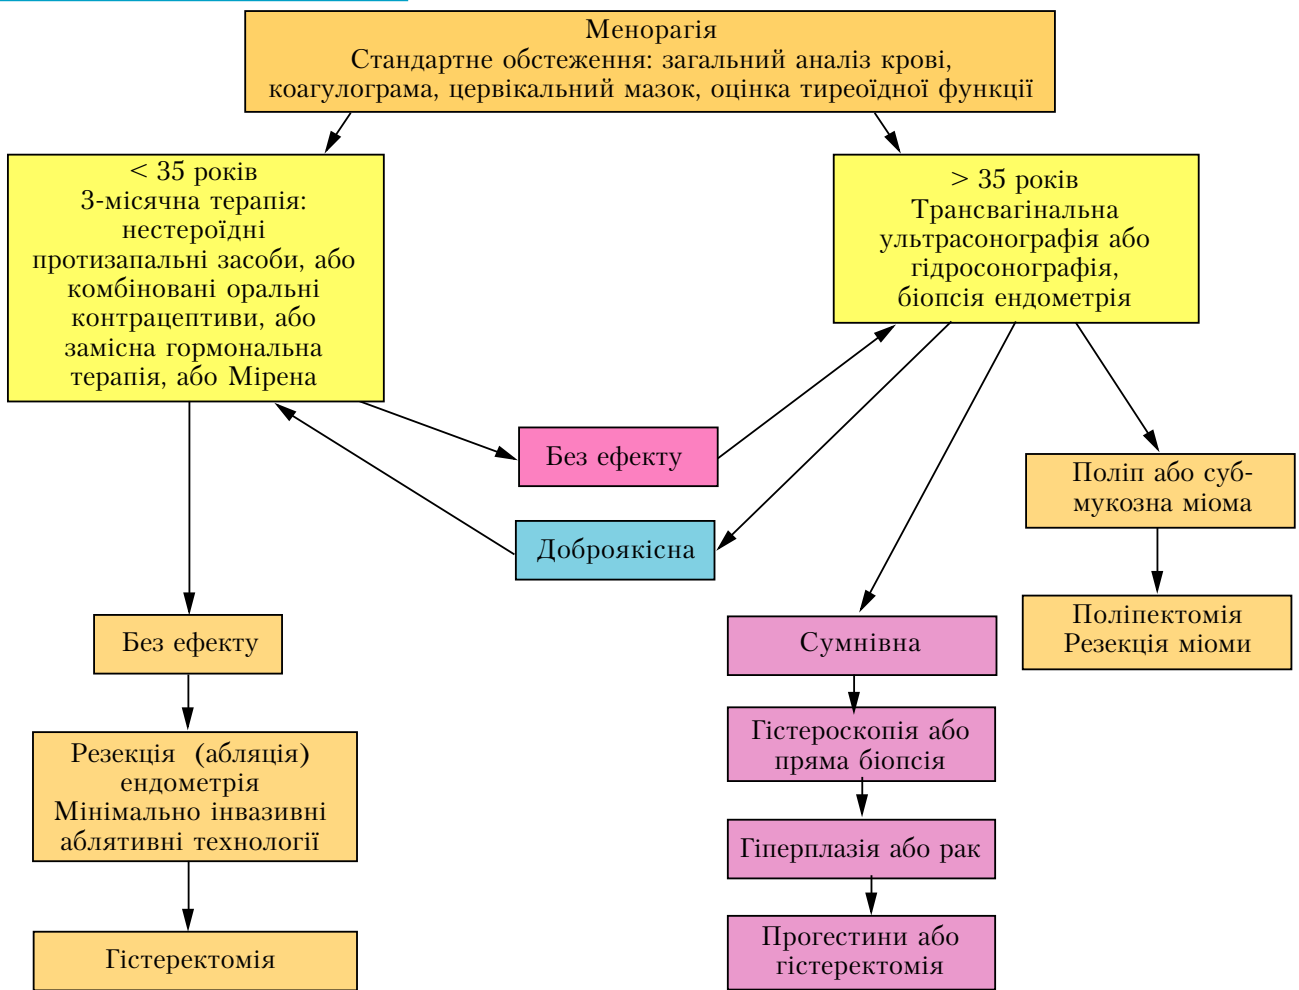 Менорагія
Стандартне обстеження: загальний аналіз крові,
коагулограма, цервікальний мазок, оцінка тиреоїдної функції
< 35 років
3-місячна терапія:
нестероїдні
протизапальні засоби, або
комбіновані оральні
контрацептиви, або
замісна гормональна
терапія, або Мірена
> 35 років
Трансвагінальна
ультрасонографія або
гідросонографія,
біопсія ендометрія
Без ефекту
Доброякісна
Поліп або суб-
мукозна міома
Поліпектомія
Резекція міоми
Без ефекту
Резекція (абляція)
ендометрія
Мінімально інвазивні
аблятивні технології
Гістеректомія
Сумнівна
Гістероскопія або
пряма біопсія
Гіперплазія або рак
Прогестини або
гістеректомія